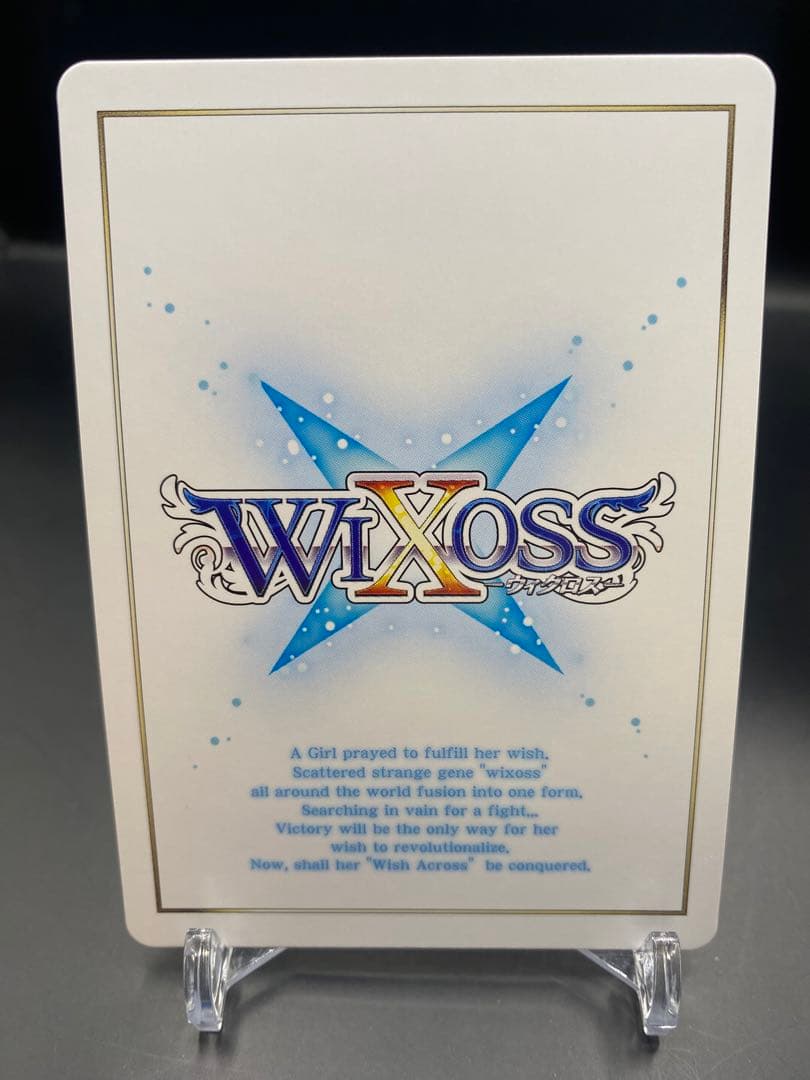 WIXOSS
—ウィクロス—
A Girl prayed to fulfill her wish.
Scattered strange gene "wixoss"
all around the world fusion into one form.
Searching in vain for a fight...
Victory will be the only way for her
wish to revolutionalize.
Now, shall her "Wish Across" be conquered.